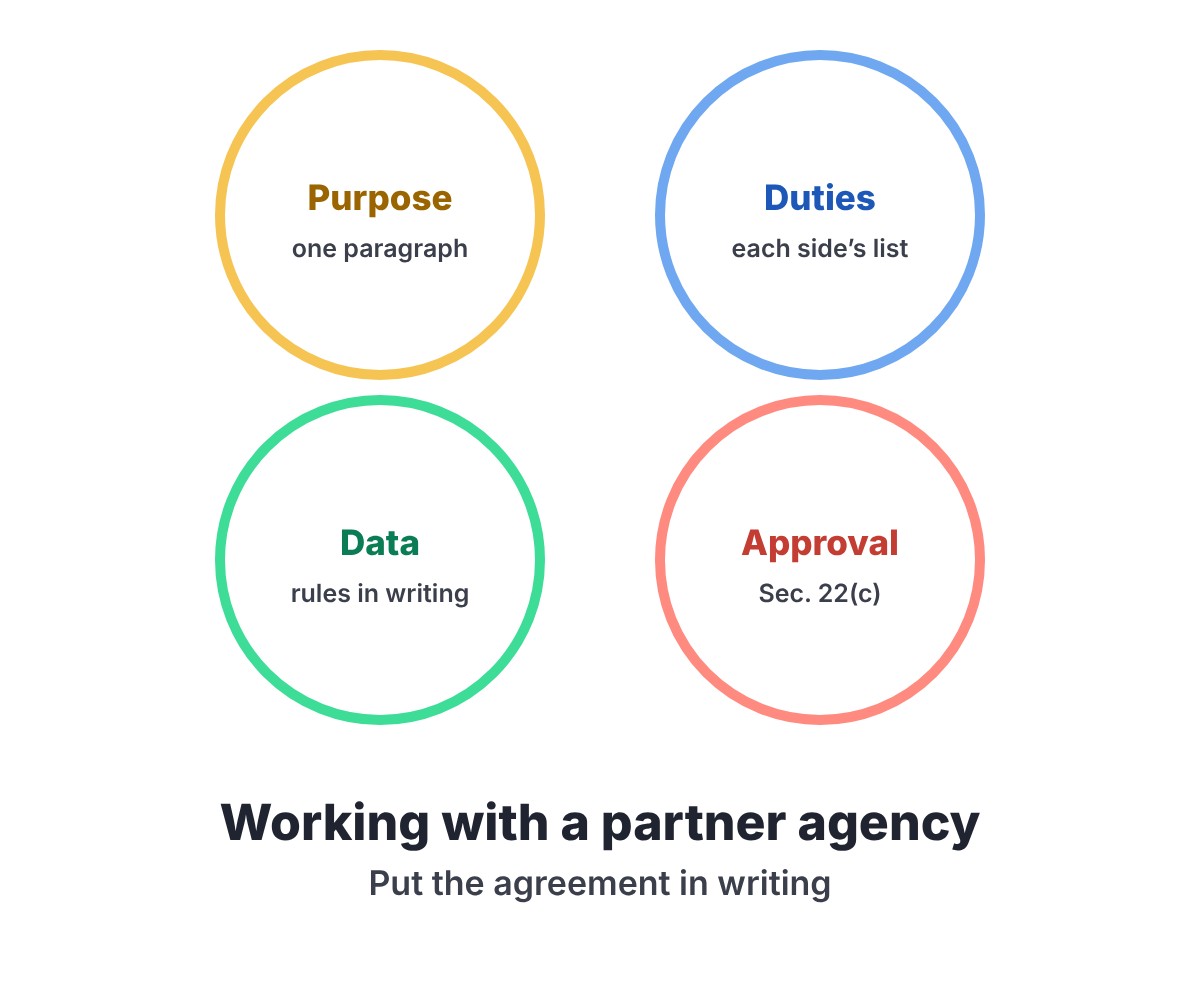 Purpose
one paragraph
Duties
each side’s list
Data
rules in writing
Approval
Sec. 22(c)
Working with a partner agency
Put the agreement in writing